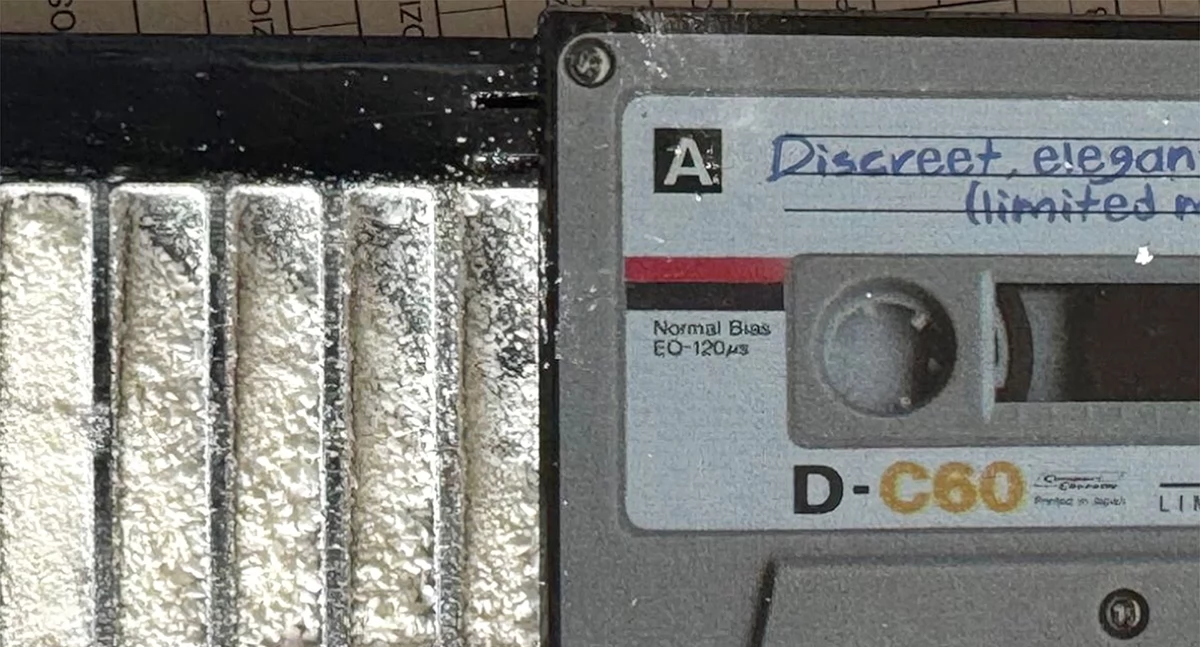 A
Discreet, elegan
(limited
Normal Bias
EQ-120µs
D-C60